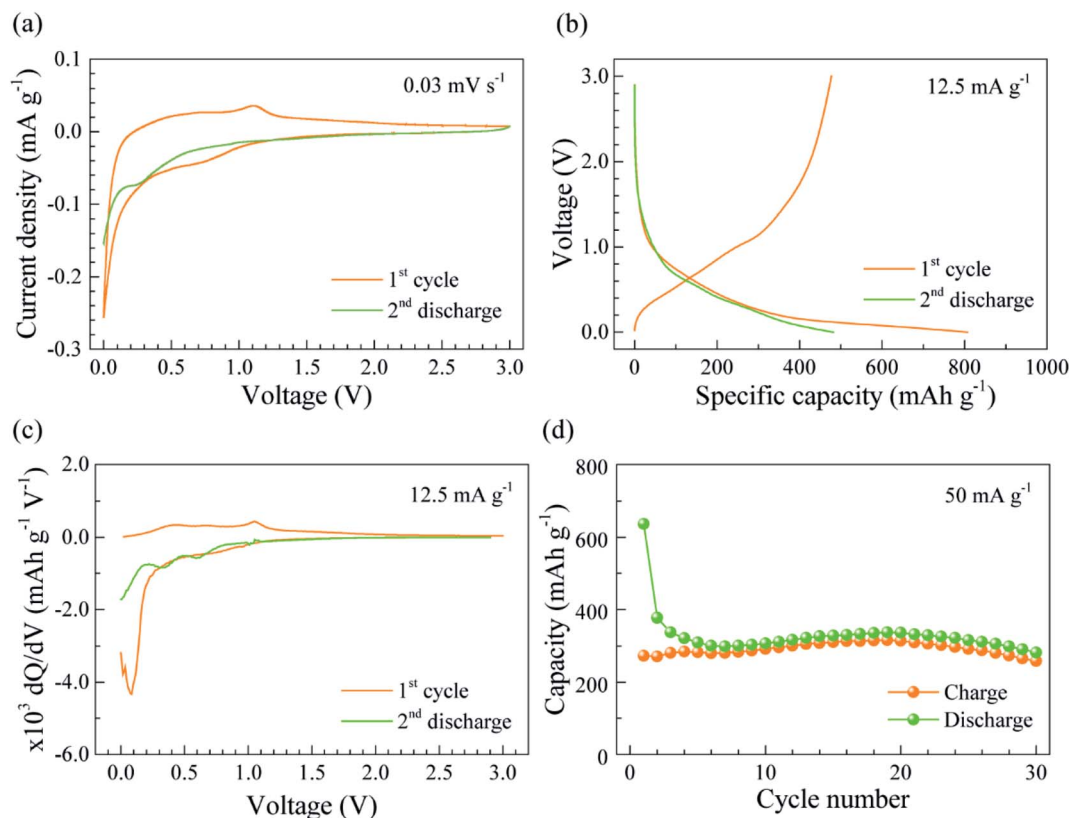 (a)
0.1
0.0
-0.1
-0.2
-0.3
Current density (mA g⁻¹)
0.03 mV s⁻¹
1ˢᵗ cycle
2ⁿᵈ discharge
0.0 0.5 1.0 1.5 2.0 2.5 3.0
Voltage (V)
(b)
3.0
2.0
1.0
0.0
Voltage (V)
12.5 mA g⁻¹
1ˢᵗ cycle
2ⁿᵈ discharge
0 200 400 600 800 1000
Specific capacity (mAh g⁻¹)
(c)
2.0
0.0
-2.0
-4.0
-6.0
x10³ dQ/dV (mAh g⁻¹ V⁻¹)
12.5 mA g⁻¹
1ˢᵗ cycle
2ⁿᵈ discharge
0.0 0.5 1.0 1.5 2.0 2.5 3.0
Voltage (V)
(d)
800
600
400
200
0
Capacity (mAh g⁻¹)
50 mA g⁻¹
Charge
Discharge
0 10 20 30
Cycle number